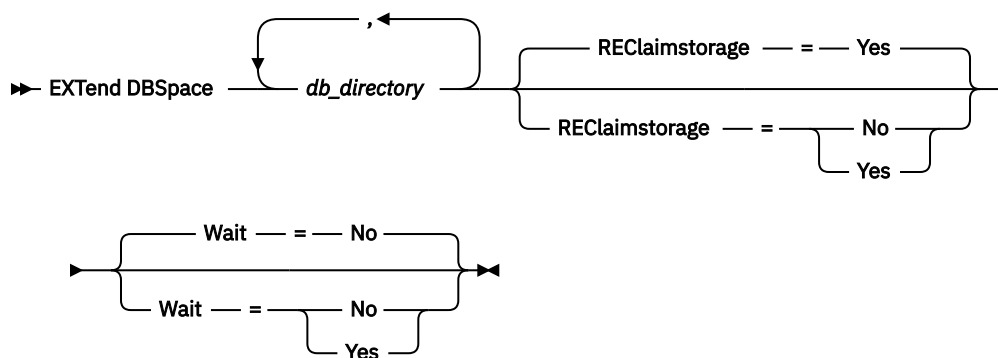 ,
REClaimstorage = Yes
EXTend DBSpace db_directory
REClaimstorage = No
Yes
Wait = No
Wait = No
Yes